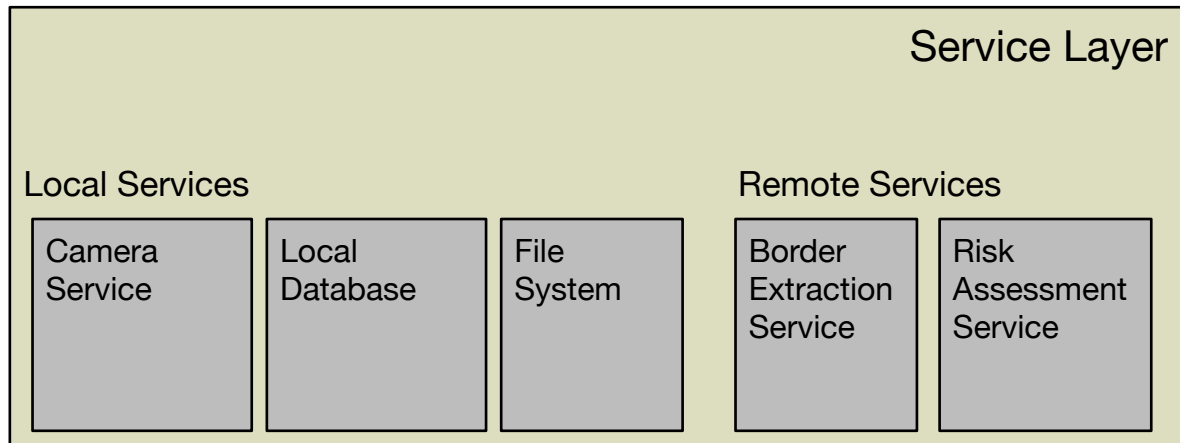 Service Layer
Local Services
Camera
Service
Local
Database
File
System
Remote Services
Border
Extraction
Service
Risk
Assessment
Service